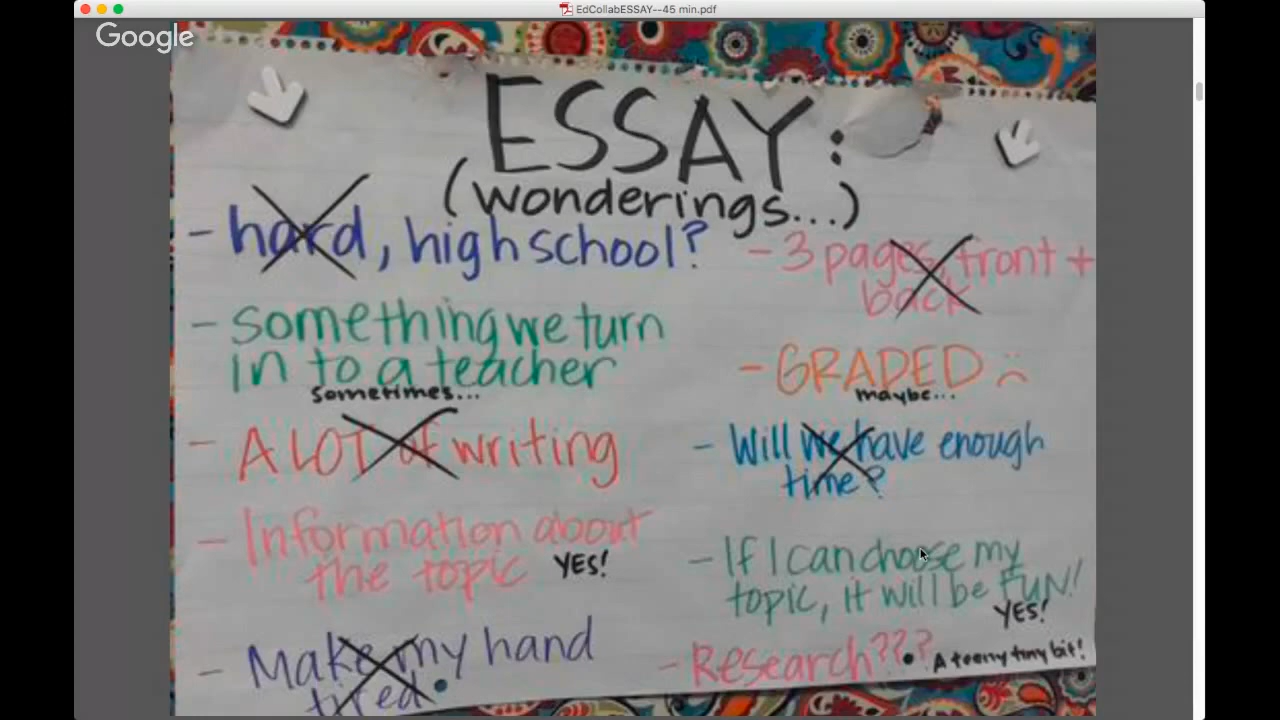 EdCollabESSAY--45 min.pdf
Google
ESSAY:
(wonderings...)
- hard, high school?
- something we turn
in to a teacher
sometimes...
- A LOT of writing
- Information about
the topic YES!
- Make my hand
tired
- 3 pages, front +
back
- GRADED
maybe...
- Will we have enough
time?
- If I can choose my
topic, it will be FUN!
YES!
- Research??? A teeny tiny bit!